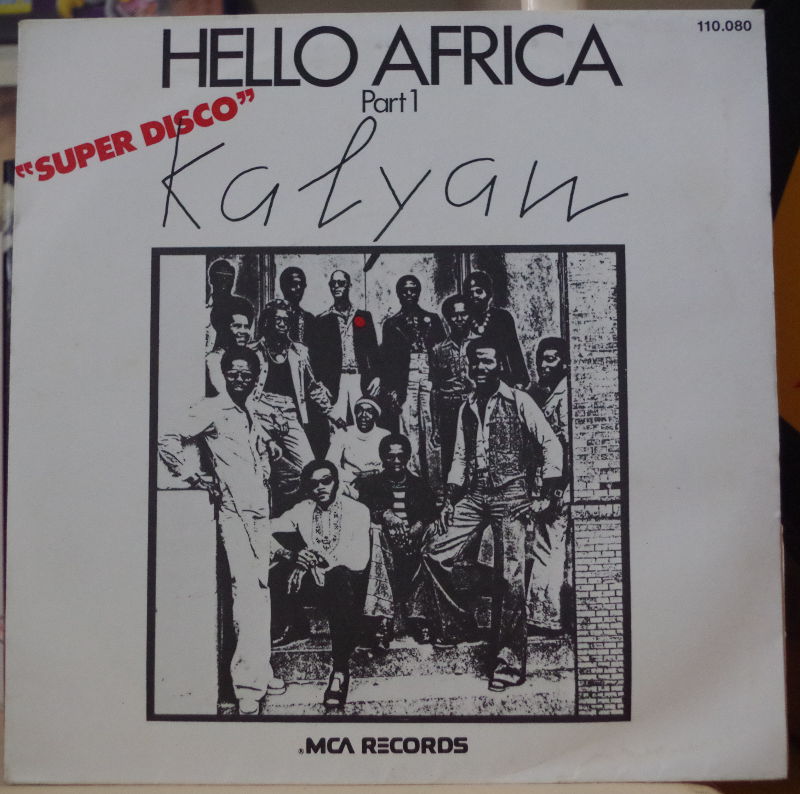 110.080
HELLO AFRICA
Part 1
“SUPER DISCO”
Kalyan
®MCA RECORDS